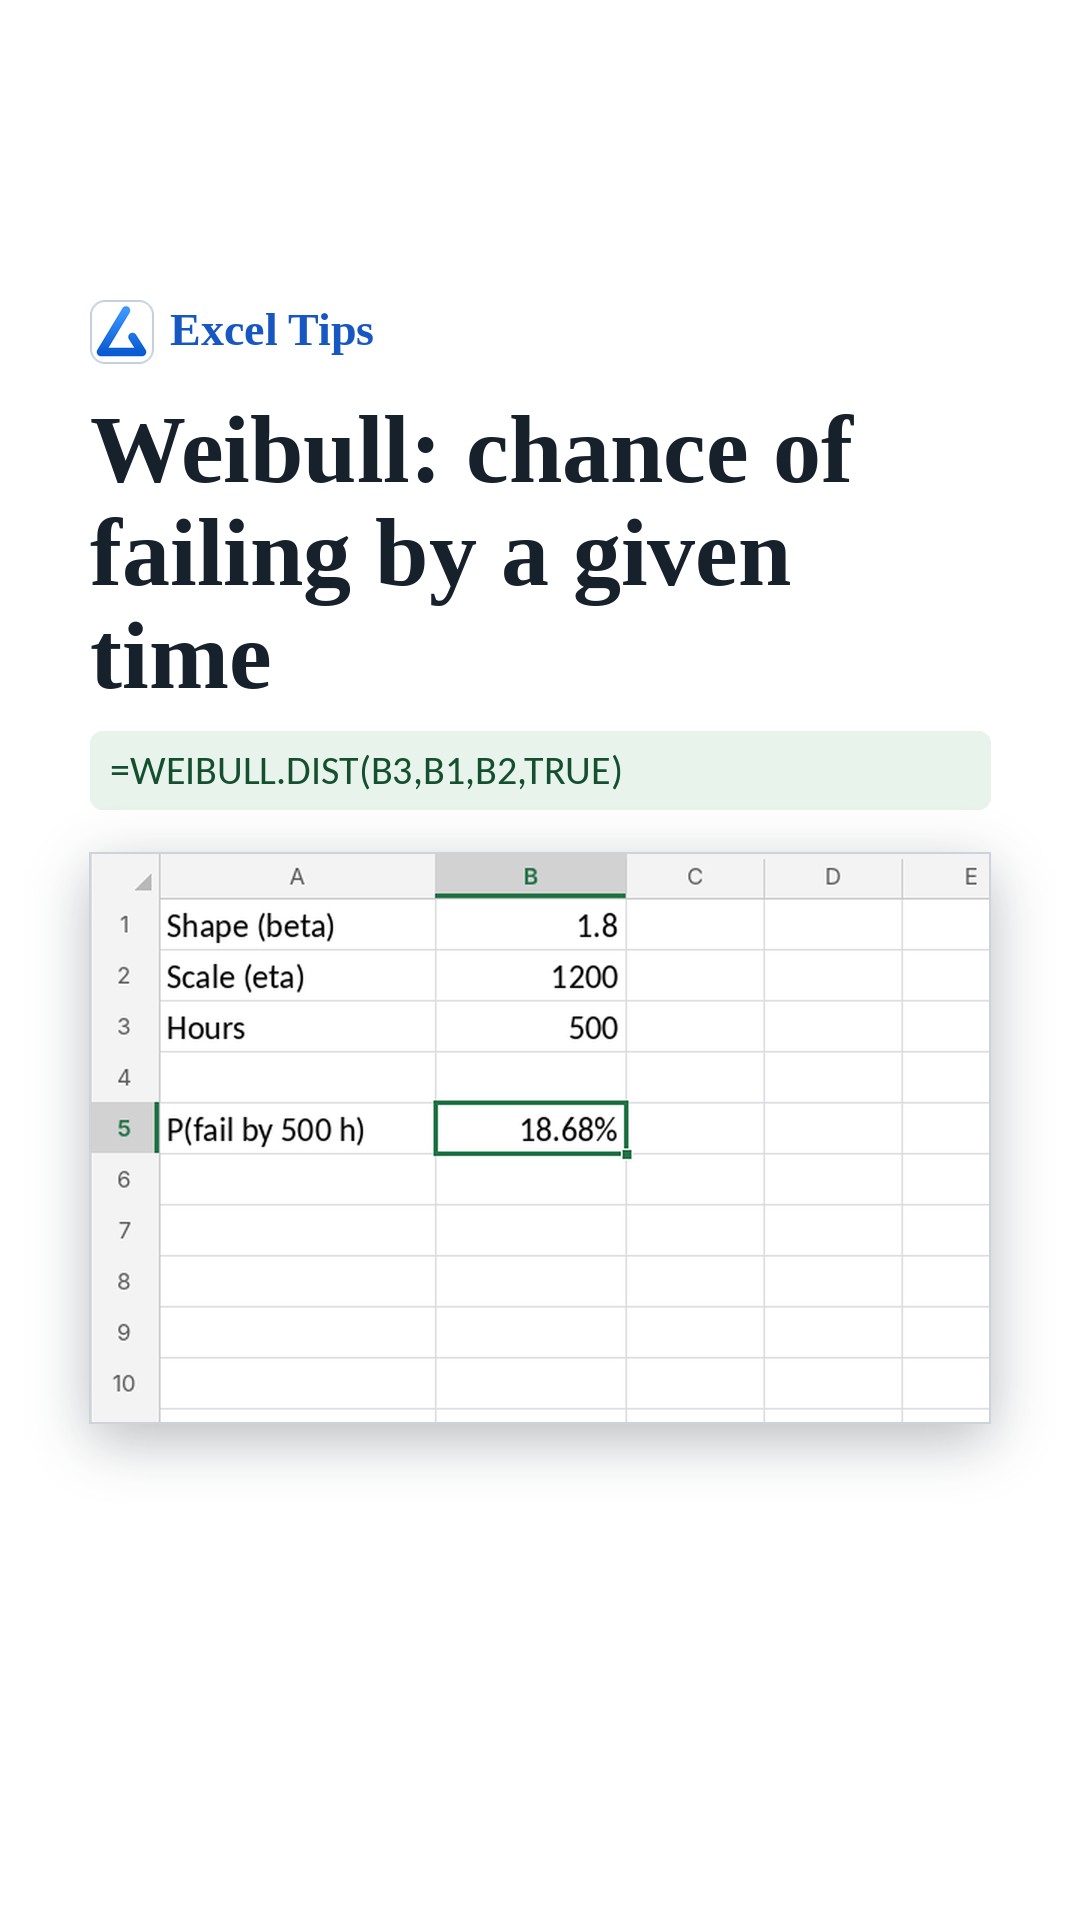 Excel Tips
Weibull: chance of
failing by a given
time
=WEIBULL.DIST(B3,B1,B2,TRUE)
A B C D E
1 Shape (beta) 1.8
2 Scale (eta) 1200
3 Hours 500
4
5 P(fail by 500 h) 18.68%
6
7
8
9
10